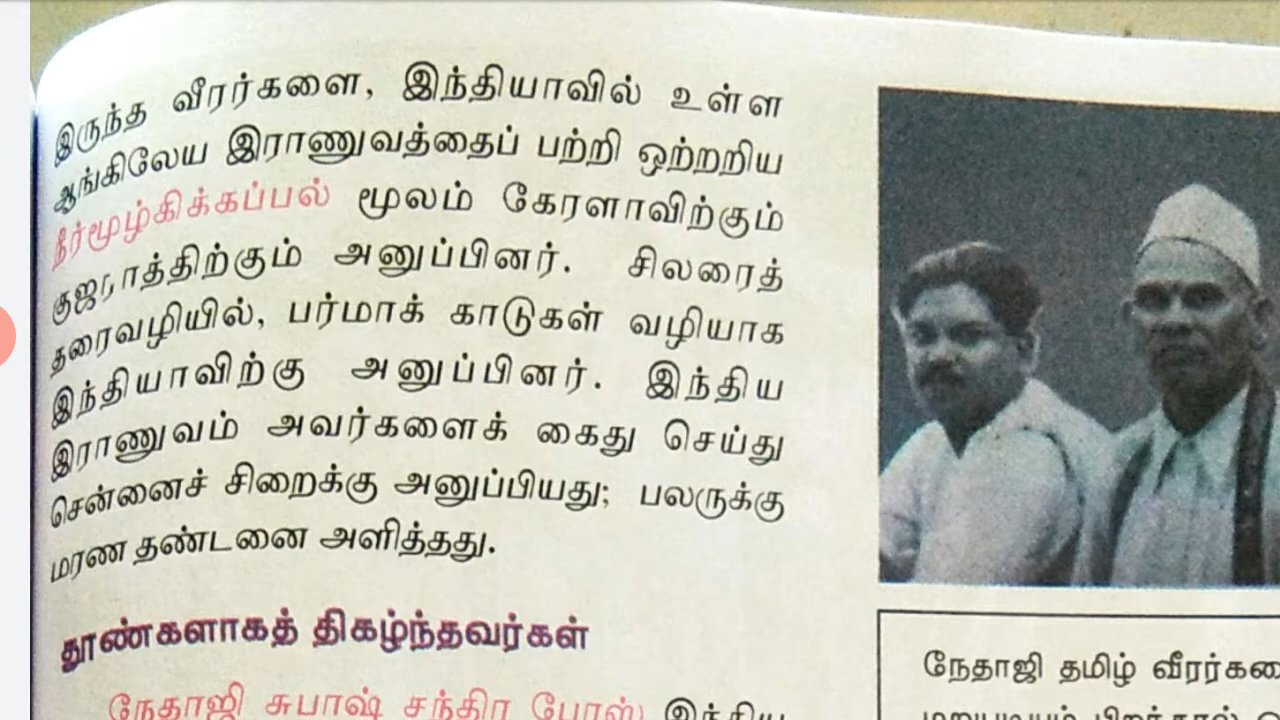 இருந்த வீரர்களை, இந்தியாவில் உள்ள
ஆங்கிலேய இராணுவத்தைப் பற்றி ஒற்றறிய
நீர்மூழ்கிக்கப்பல் மூலம் கேரளாவிற்கும்
குஜராத்திற்கும் அனுப்பினர். சிலரைத்
தரைவழியில், பர்மாக் காடுகள் வழியாக
இந்தியாவிற்கு அனுப்பினர். இந்திய
இராணுவம் அவர்களைக் கைது செய்து
சென்னைச் சிறைக்கு அனுப்பியது; பலருக்கு
மரண தண்டனை அளித்தது.
தூண்களாகத் திகழ்ந்தவர்கள்
நேதாஜி சுபாஷ் சந்திர போஸ் இந்திய
நேதாஜி தமிழ் வீரர்களை